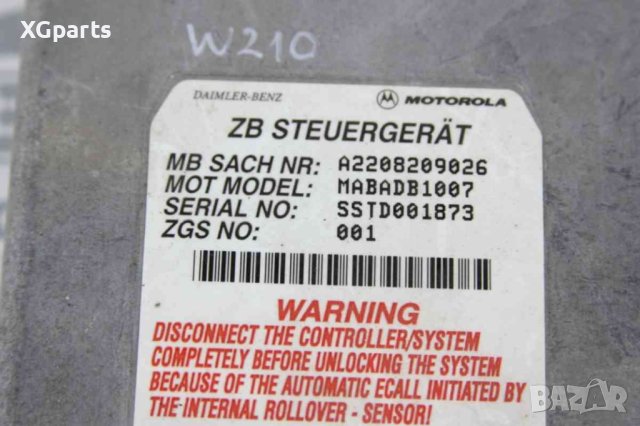 XGparts
W210
DAIMLER-BENZ MOTOROLA
ZB STEUERGERÄT
MB SACH NR: A2208209026
MOT MODEL: MABADB1007
SERIAL NO: SSTD001873
ZGS NO: 001
WARNING
DISCONNECT THE CONTROLLER/SYSTEM
COMPLETELY BEFORE UNLOCKING THE SYSTEM
BECAUSE OF THE AUTOMATIC ECALL INITIATED BY
THE-INTERNAL ROLLOVER - SENSOR!
BAZAR